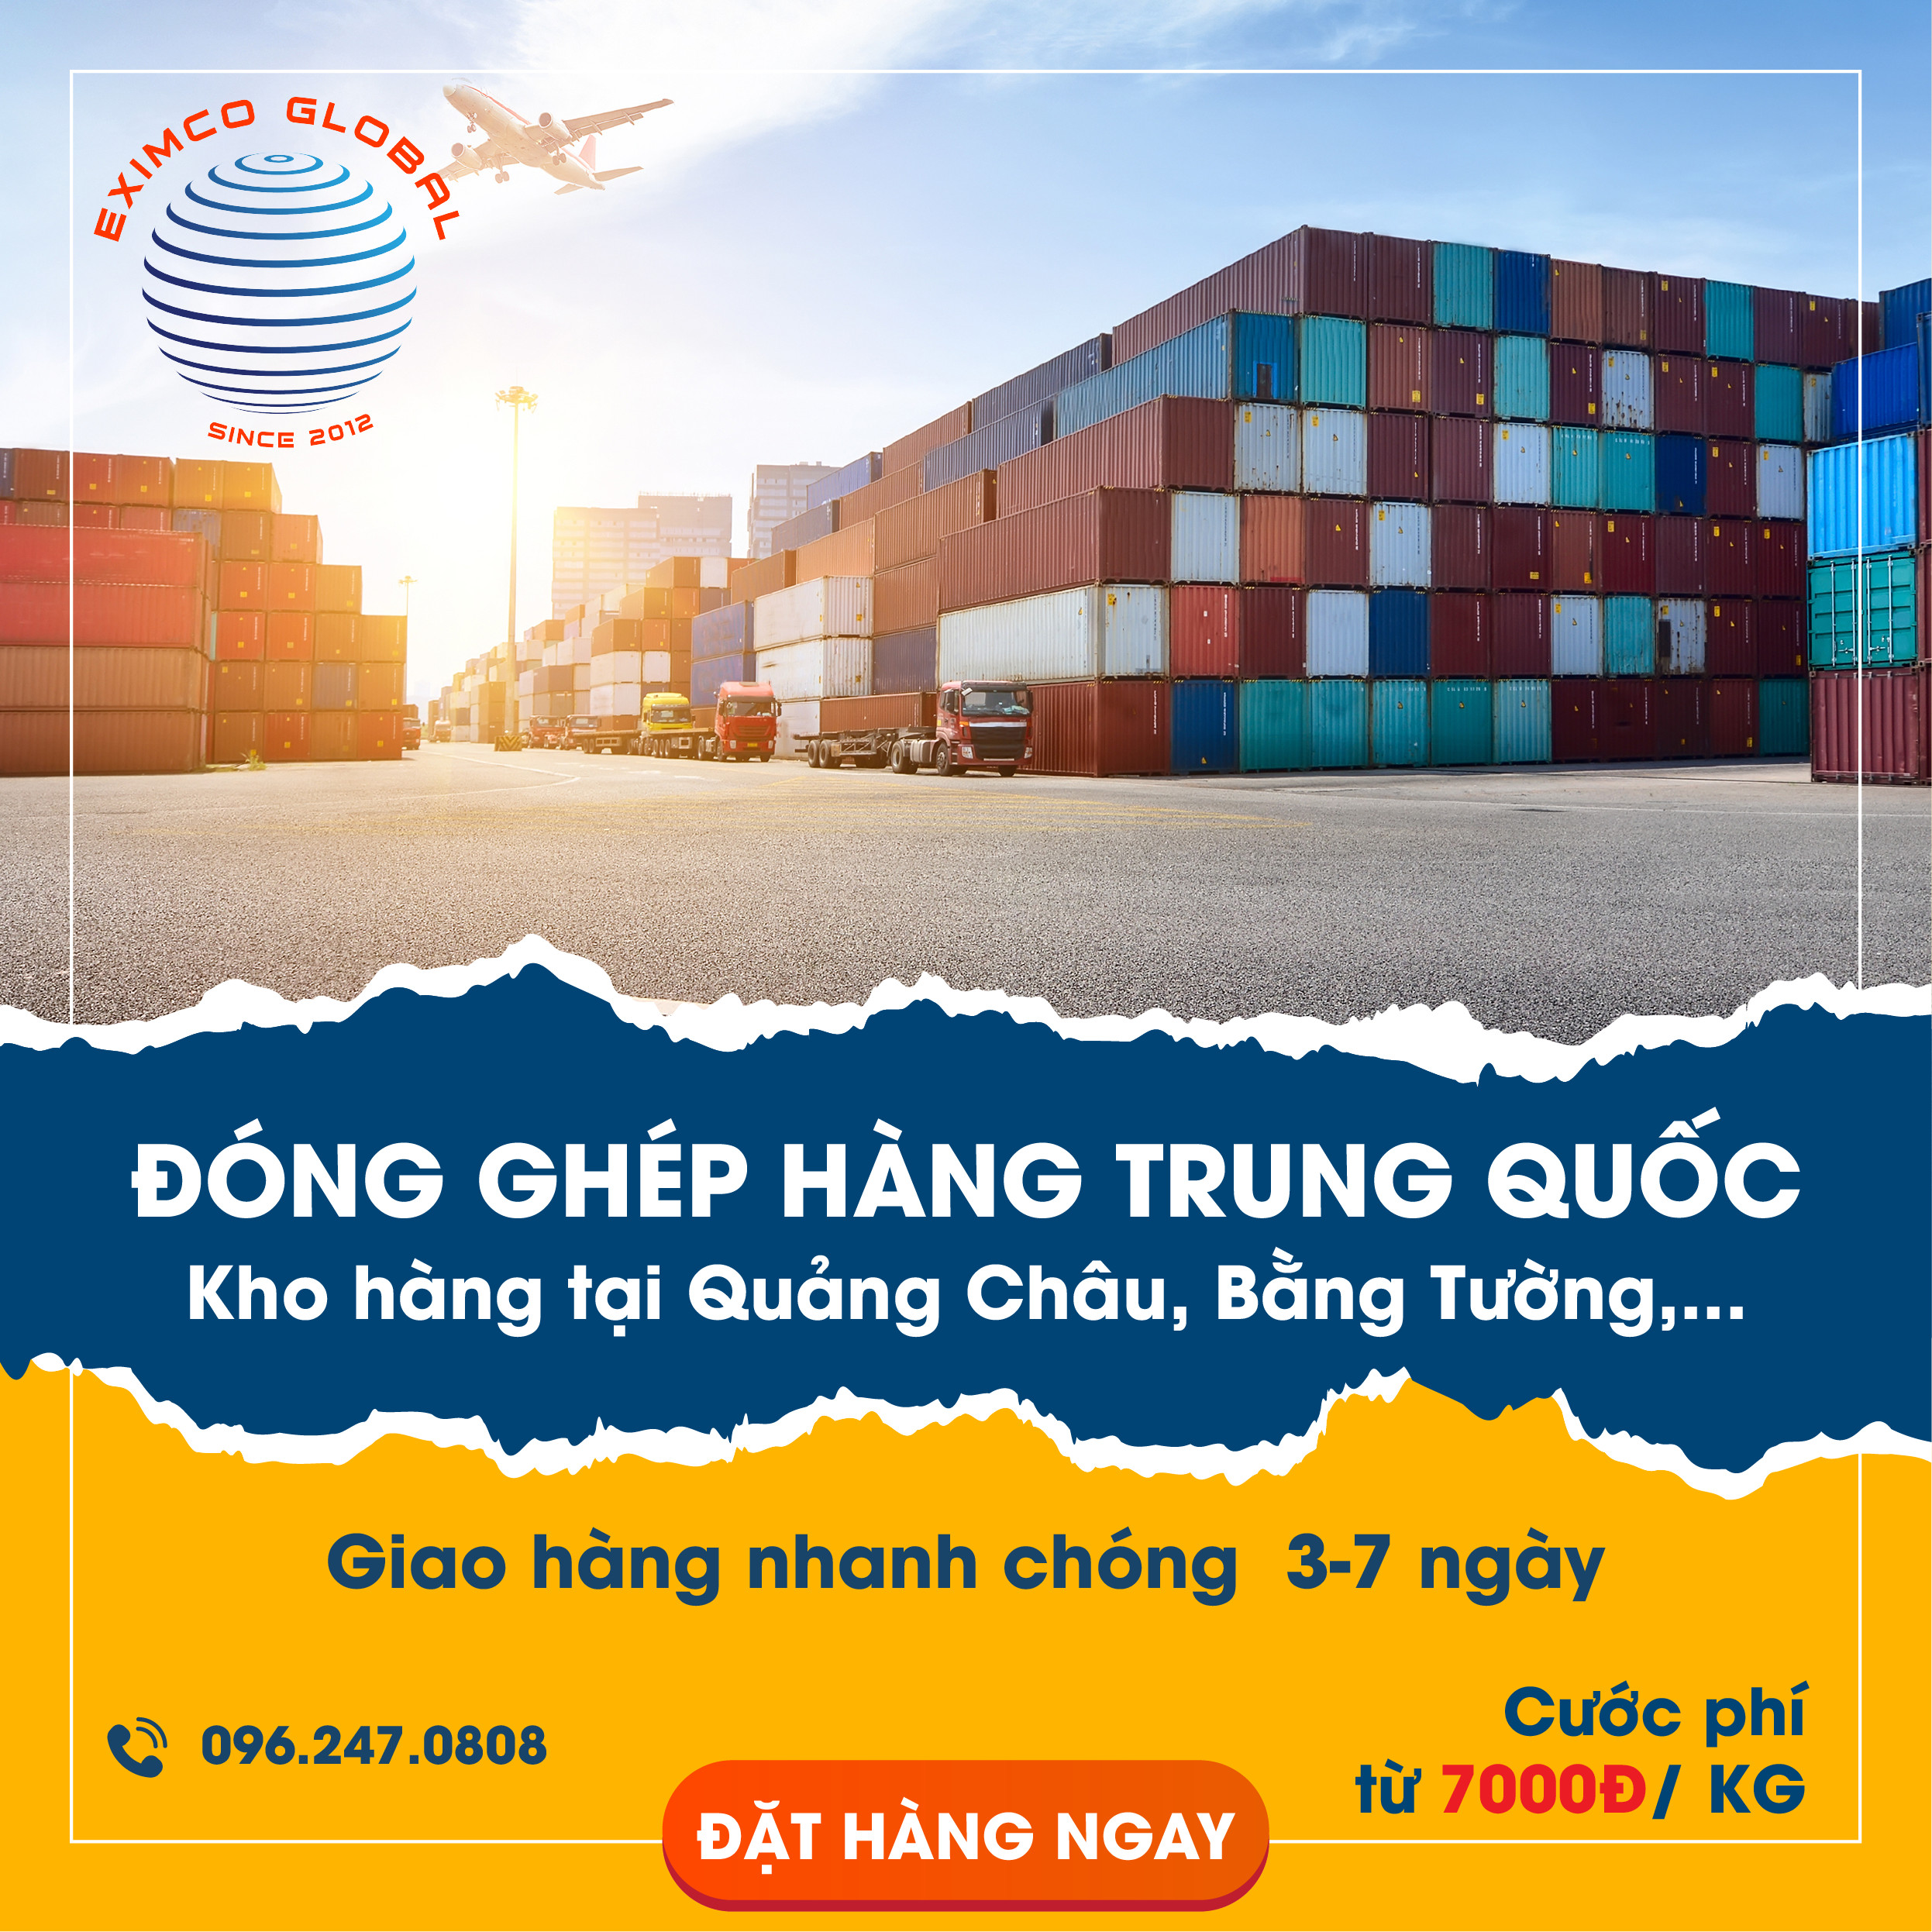 EXIMCO GLOBAL
SINCE 2012
ĐÓNG GHÉP HÀNG TRUNG QUỐC
Kho hàng tại Quảng Châu, Bằng Tường,...
Giao hàng nhanh chóng 3-7 ngày
096.247.0808
Cước phí
từ 7000Đ/ KG
ĐẶT HÀNG NGAY